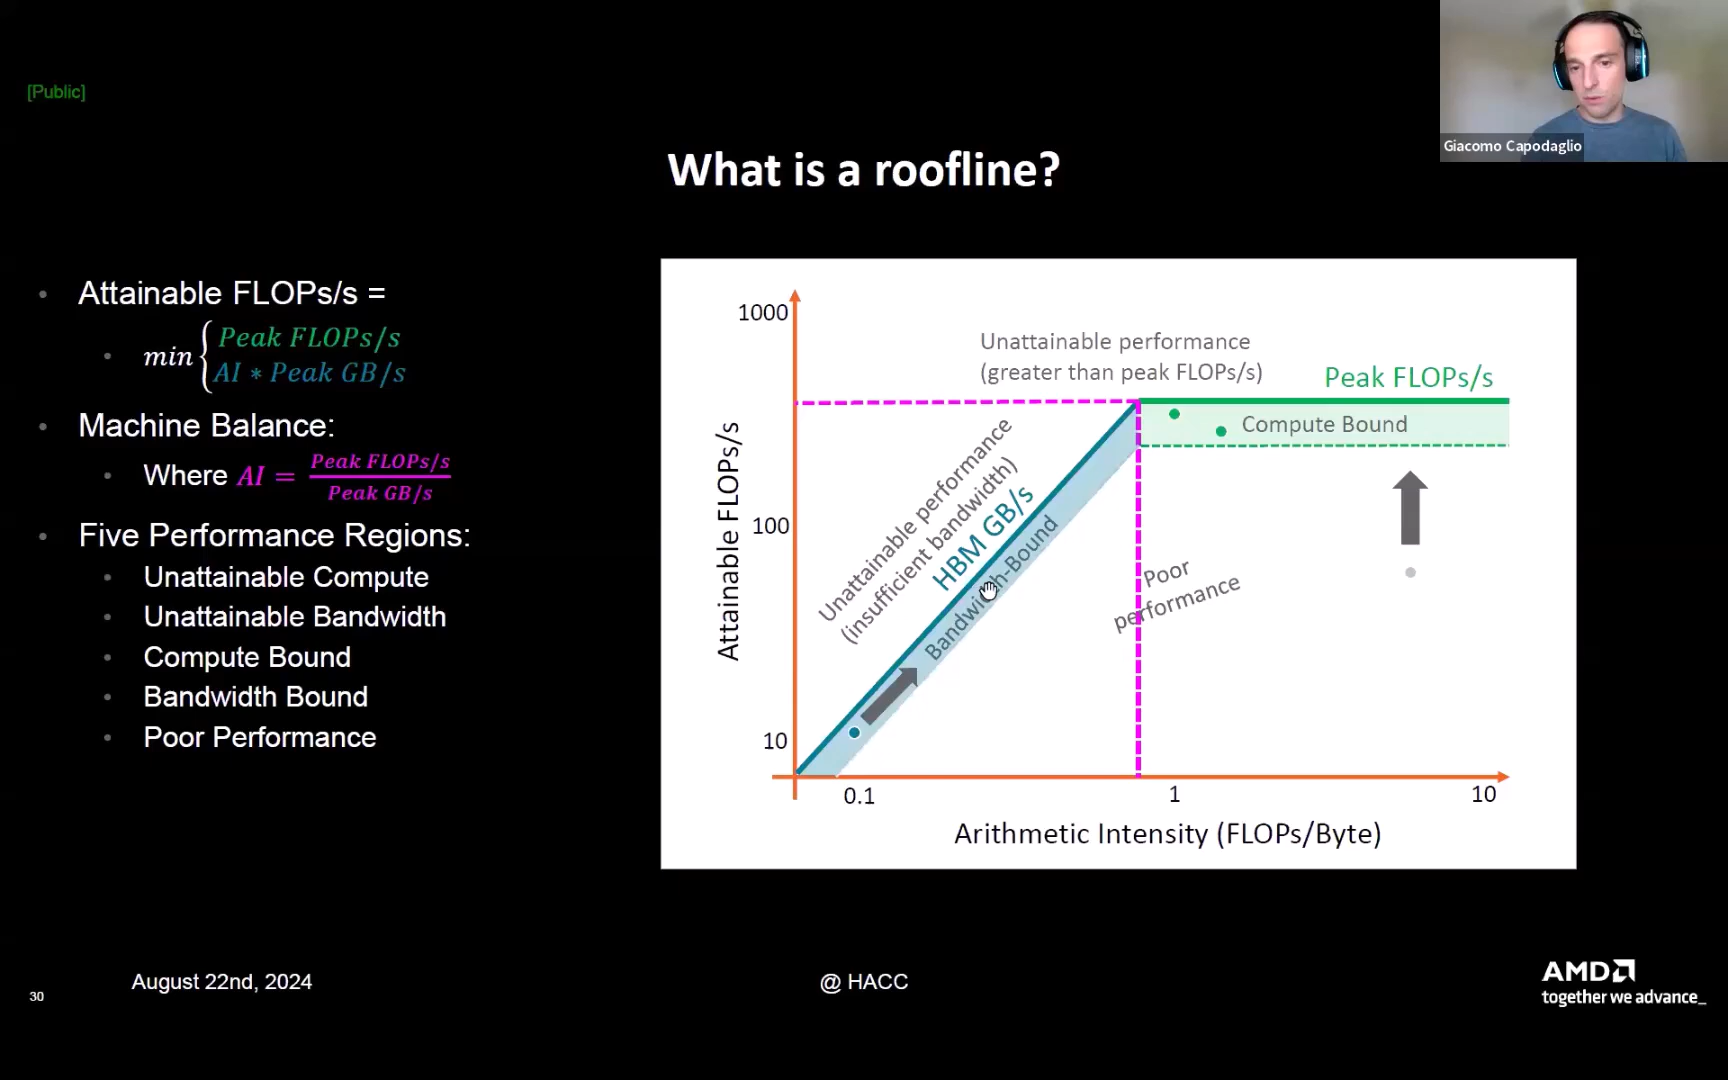 [Public]
Giacomo Capodaglio
What is a roofline?
• Attainable FLOPs/s =
• min { Peak FLOPs/s
AI ∗ Peak GB/s
• Machine Balance:
• Where AI = Peak FLOPs/s
Peak GB/s
• Five Performance Regions:
• Unattainable Compute
• Unattainable Bandwidth
• Compute Bound
• Bandwidth Bound
• Poor Performance
1000
100
10
Attainable FLOPs/s
Unattainable performance
(greater than peak FLOPs/s)
Peak FLOPs/s
Compute Bound
Unattainable performance
(insufficient bandwidth)
HBM GB/s
Bandwidth-Bound
Poor
performance
0.1
1
10
Arithmetic Intensity (FLOPs/Byte)
30
August 22nd, 2024
@ HACC
AMD
together we advance_